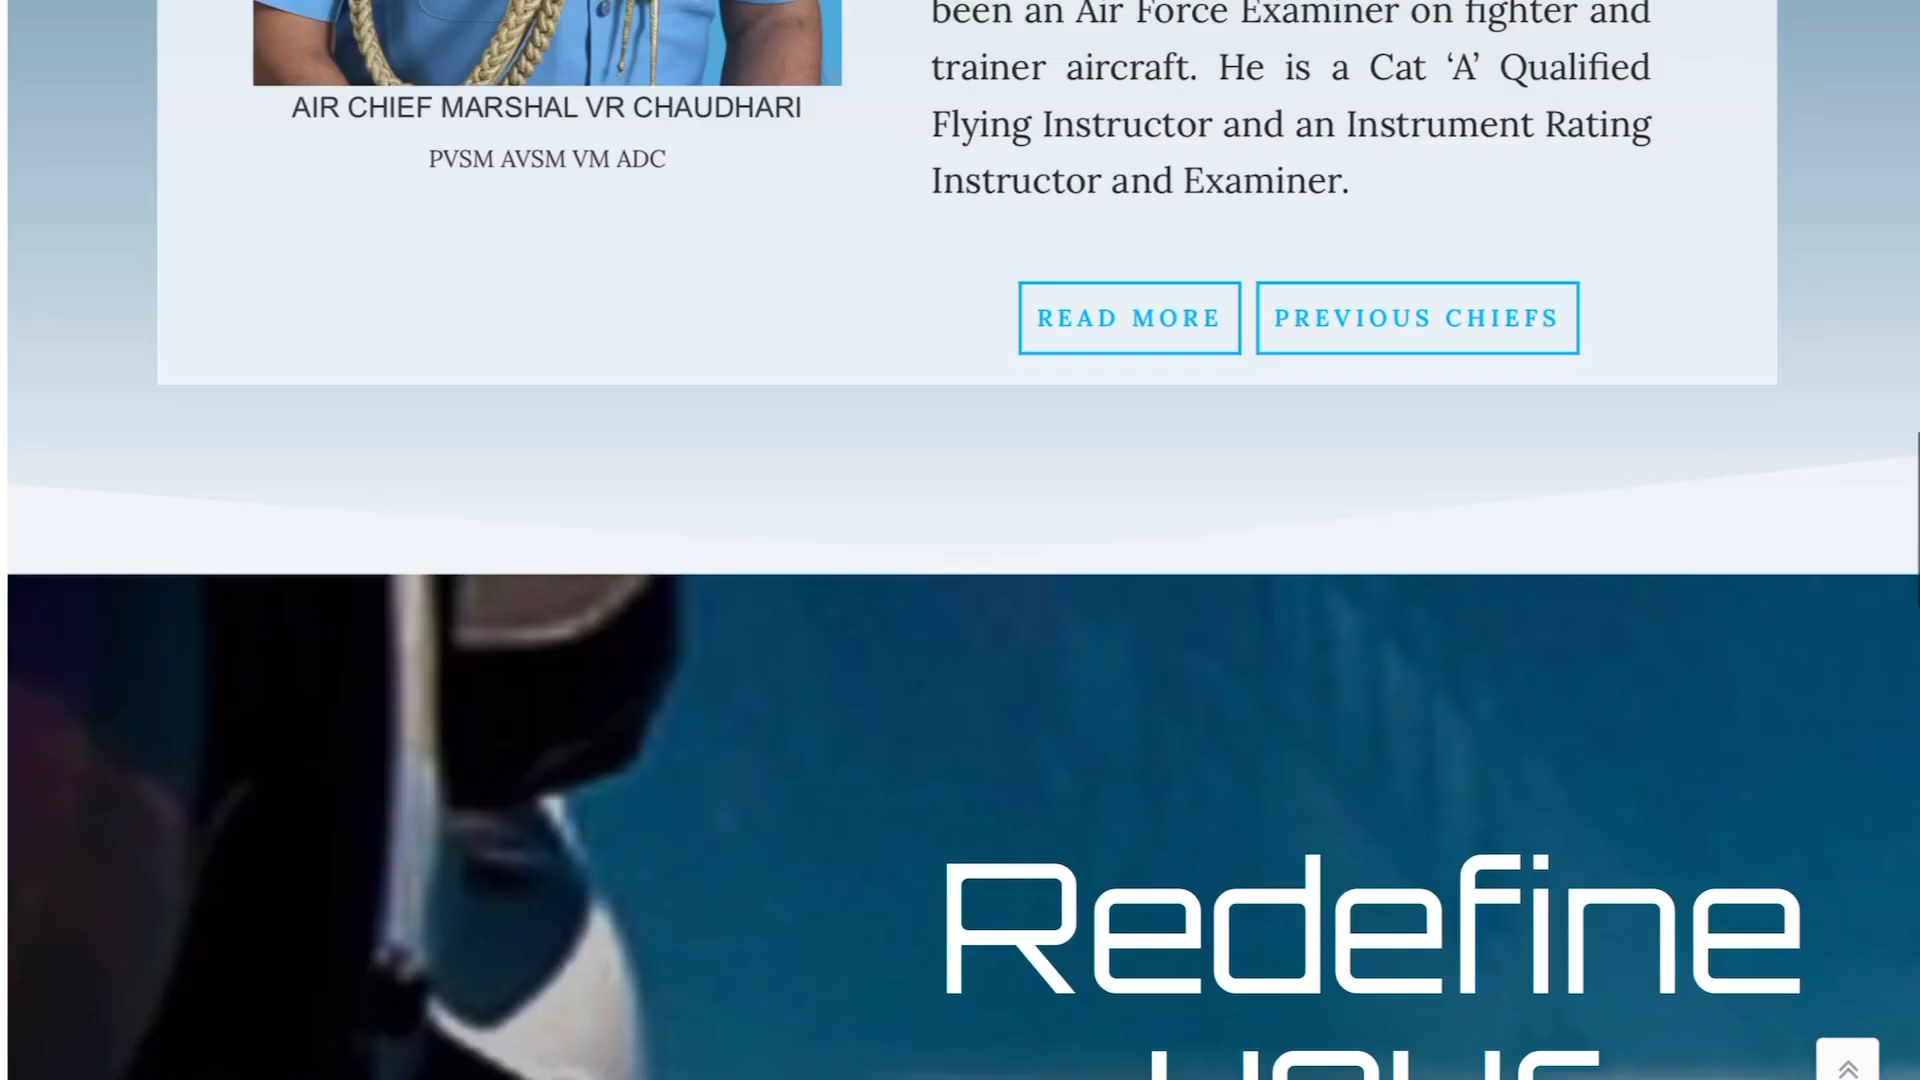 been an Air Force Examiner on fighter and
trainer aircraft. He is a Cat ‘A’ Qualified
Flying Instructor and an Instrument Rating
Instructor and Examiner.
AIR CHIEF MARSHAL VR CHAUDHARI
PVSM AVSM VM ADC
READ MORE
PREVIOUS CHIEFS
Redefine